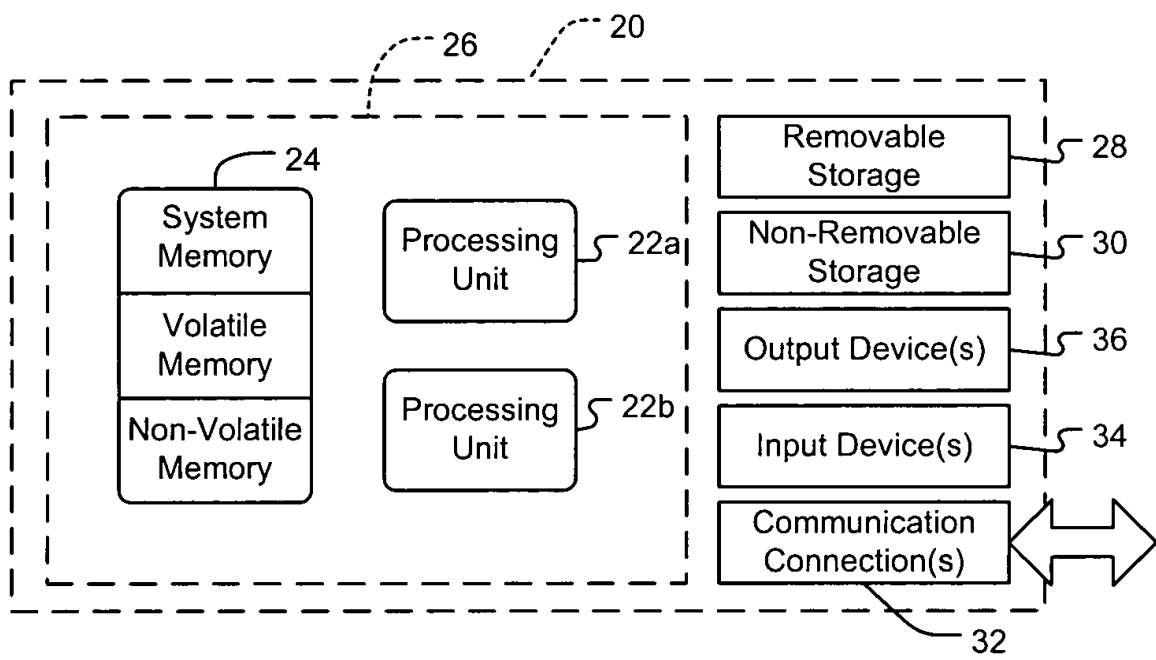 26
20
24
System
Memory
Volatile
Memory
Non-Volatile
Memory
Processing
Unit
22a
Processing
Unit
22b
Removable
Storage
28
Non-Removable
Storage
30
Output Device(s)
36
Input Device(s)
34
Communication
Connection(s)
32